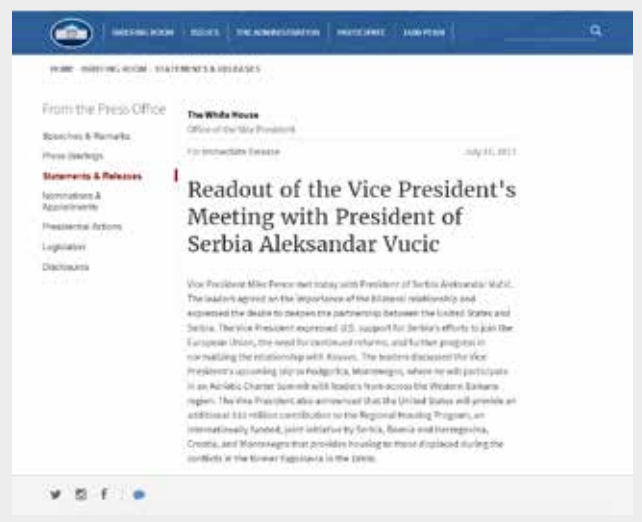 BRIEFING ROOM ISSUES THE ADMINISTRATION PARTICIPATE 1600 PENN
HOME · BRIEFING ROOM · STATEMENTS & RELEASES
From the Press Office
Speeches & Remarks
Press Briefings
Statements & Releases
Nominations &
Appointments
Presidential Actions
Legislation
Disclosures
The White House
Office of the Vice President
For Immediate Release
July 2017
Readout of the Vice President's
Meeting with President of
Serbia Aleksandar Vucic
Vice President Mike Pence met today with President of Serbia Aleksandar Vučić.
The leaders agreed on the importance of the bilateral relationship and
expressed the desire to deepen the partnership between the United States and
Serbia. The Vice President expressed U.S. support for Serbia's efforts to join the
European Union, the need for continued reforms, and further progress in
normalizing the relationship with Kosovo. The leaders discussed the Vice
President's upcoming trip to Podgorica, Montenegro, where he will participate
in an Adriatic Charter Summit with leaders from across the Western Balkans
region. The Vice President also announced that the United States will provide an
additional million contribution to the Regional Housing Program, an
internationally funded, joint initiative by Serbia, Bosnia and Herzegovina,
Croatia, and Montenegro that provides housing to those displaced during the
conflicts in the former Yugoslavia in the 1990s.